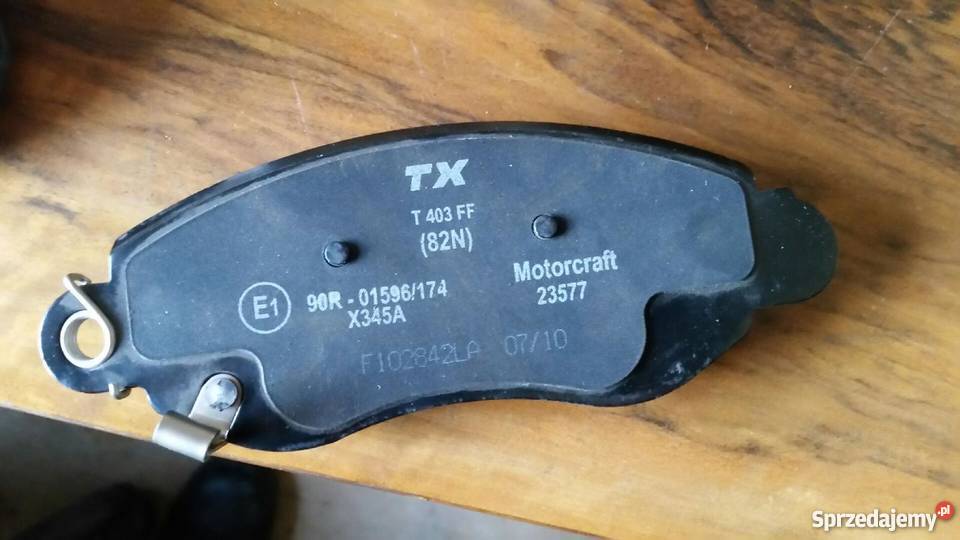 TX
T 403 FF
(82N)
E1
90R - 01596/174
X345A
Motorcraft
23577
F102842LA 07/10
Sprzedajemy.pl